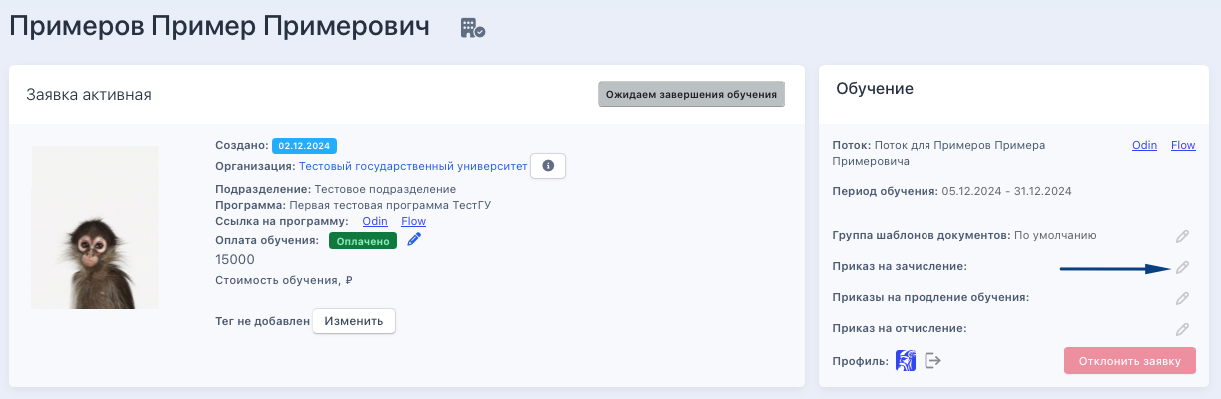 Примеров Пример Примерович
Заявка активная
Ожидаем завершения обучения
Создано: 02.12.2024
Организация: Тестовый государственный университет
Подразделение: Тестовое подразделение
Программа: Первая тестовая программа ТестГУ
Ссылка на программу: Odin Flow
Оплата обучения: Оплачено
15000
Стоимость обучения, ₽
Тег не добавлен Изменить
Обучение
Поток: Поток для Примеров Примера Odin Flow
Примеровича
Период обучения: 05.12.2024 - 31.12.2024
Группа шаблонов документов: По умолчанию
Приказ на зачисление:
Приказы на продление обучения:
Приказ на отчисление:
Профиль:
Отклонить заявку